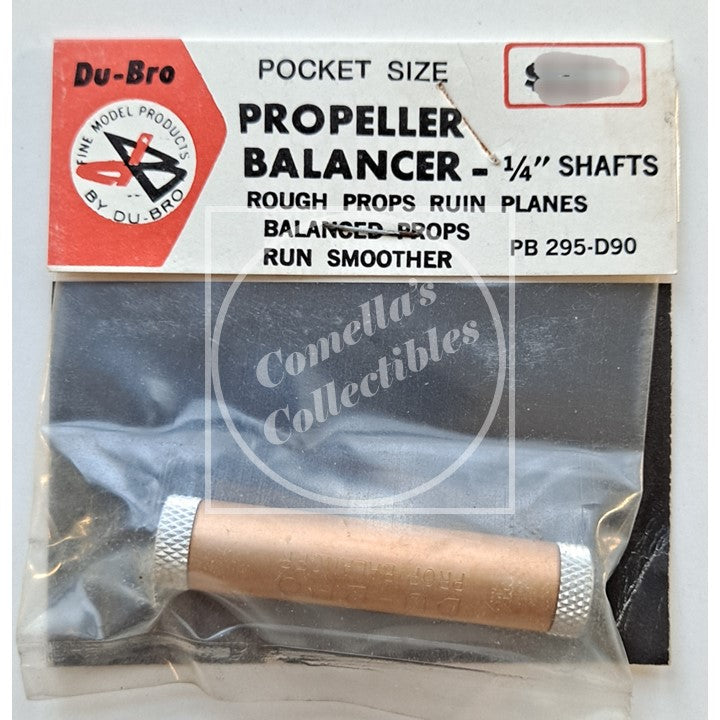 Du-Bro
FINE MODEL PRODUCTS
BY DU-BRO
POCKET SIZE
PROPELLER
BALANCER - 1/4" SHAFTS
ROUGH PROPS RUIN PLANES
BALANCED PROPS
RUN SMOOTHER
PB 295-D90
Comella's
Collectibles
DU-BRO
PROP BALANCER